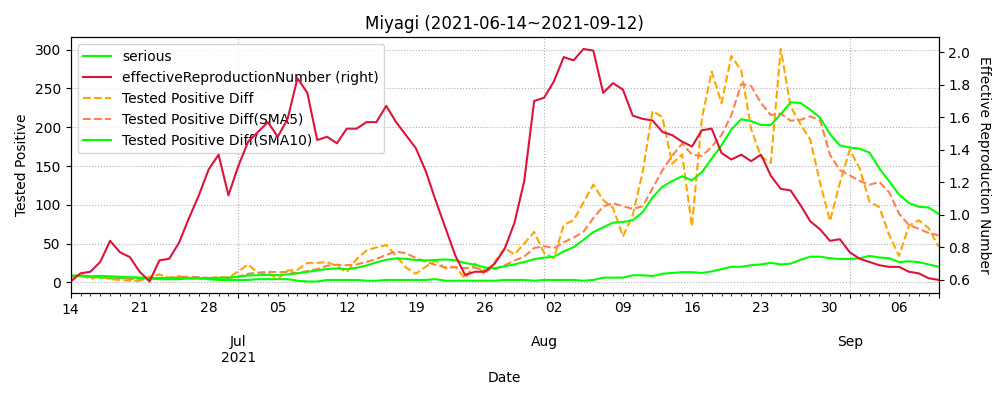 Miyagi (2021-06-14~2021-09-12)
serious
effectiveReproductionNumber (right)
Tested Positive Diff
Tested Positive Diff(SMA5)
Tested Positive Diff(SMA10)
Tested Positive
300
250
200
150
100
50
0
2.0
1.8
1.6
1.4
1.2
1.0
0.8
0.6
Effective Reproduction Number
14 21 28 05 12 19 26 02 09 16 23 30 06
Jul Aug Sep
2021
Date